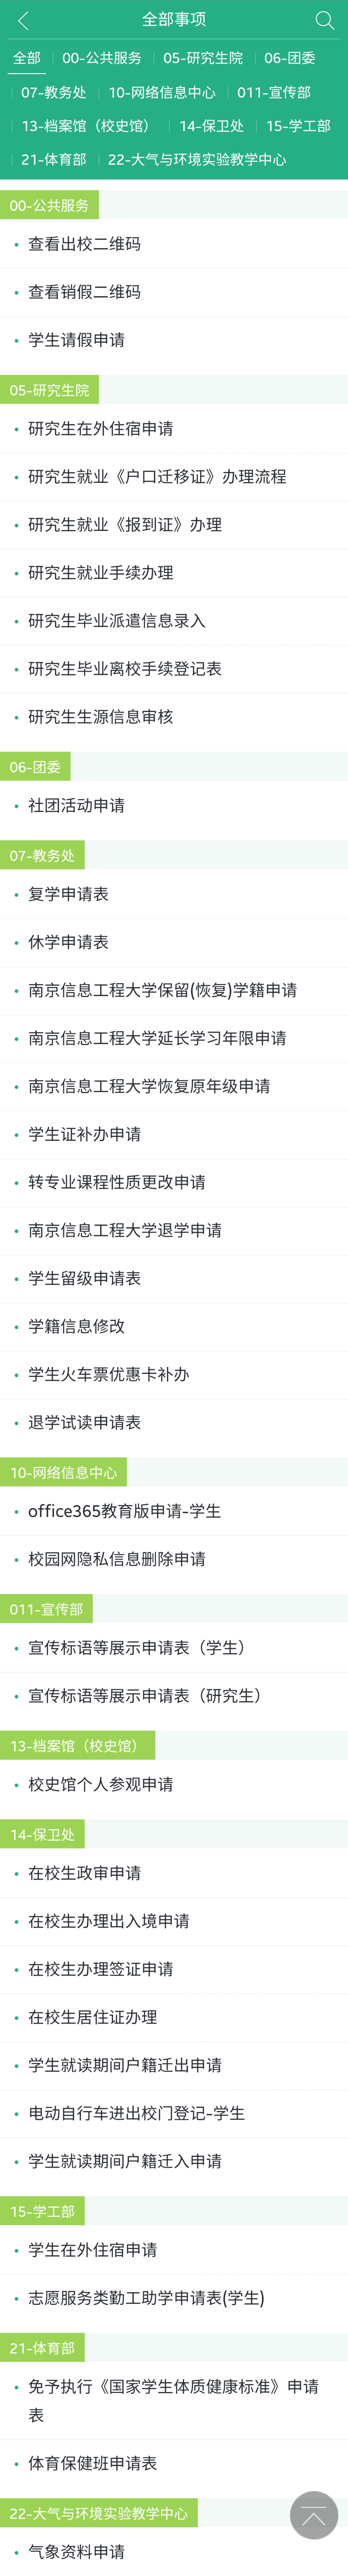 全部事项
全部 00-公共服务 05-研究生院 06-团委
07-教务处 10-网络信息中心 011-宣传部
13-档案馆（校史馆） 14-保卫处 15-学工部
21-体育部 22-大气与环境实验教学中心
00-公共服务
查看出校二维码
查看销假二维码
学生请假申请
05-研究生院
研究生在外住宿申请
研究生就业《户口迁移证》办理流程
研究生就业《报到证》办理
研究生就业手续办理
研究生毕业派遣信息录入
研究生毕业离校手续登记表
研究生生源信息审核
06-团委
社团活动申请
07-教务处
复学申请表
休学申请表
南京信息工程大学保留(恢复)学籍申请
南京信息工程大学延长学习年限申请
南京信息工程大学恢复原年级申请
学生证补办申请
转专业课程性质更改申请
南京信息工程大学退学申请
学生留级申请表
学籍信息修改
学生火车票优惠卡补办
退学试读申请表
10-网络信息中心
office365教育版申请-学生
校园网隐私信息删除申请
011-宣传部
宣传标语等展示申请表（学生）
宣传标语等展示申请表（研究生）
13-档案馆（校史馆）
校史馆个人参观申请
14-保卫处
在校生政审申请
在校生办理出入境申请
在校生办理签证申请
在校生居住证办理
学生就读期间户籍迁出申请
电动自行车进出校门登记-学生
学生就读期间户籍迁入申请
15-学工部
学生在外住宿申请
志愿服务类勤工助学申请表(学生)
21-体育部
免予执行《国家学生体质健康标准》申请
表
体育保健班申请表
22-大气与环境实验教学中心
气象资料申请